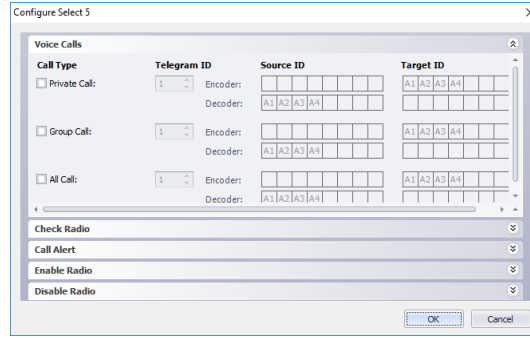 Configure Select 5
Voice Calls
Call Type Telegram ID Source ID Target ID
Private Call: 1 Encoder: A1 A2 A3 A4
Decoder: A1 A2 A3 A4
Group Call: 1 Encoder: A1 A2 A3 A4
Decoder: A1 A2 A3 A4
All Call: 1 Encoder: A1 A2 A3 A4
Decoder: A1 A2 A3 A4
Check Radio
Call Alert
Enable Radio
Disable Radio
OK Cancel